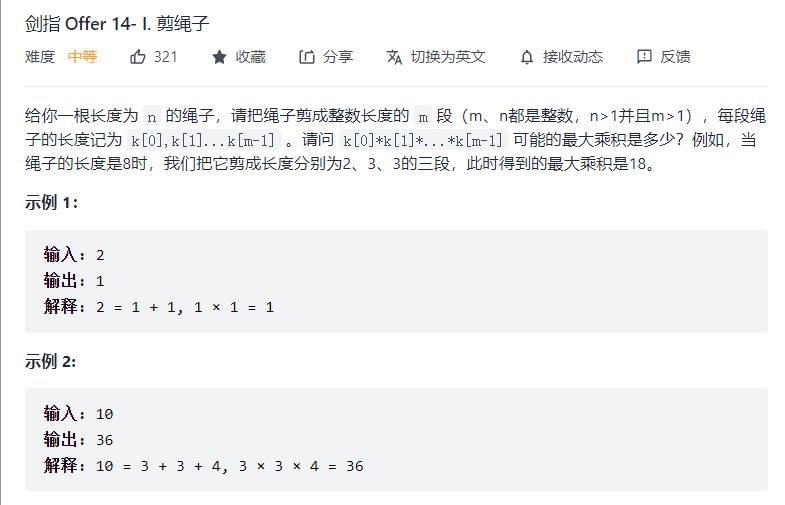 剑指 Offer 14- I. 剪绳子
难度 中等 321 收藏 分享 切换为英文 接收动态 反馈
给你一根长度为 n 的绳子，请把绳子剪成整数长度的 m 段（m、n都是整数，n>1并且m>1），每段绳
子的长度记为 k[0],k[1]...k[m-1] 。请问 k[0]*k[1]*...*k[m-1] 可能的最大乘积是多少？例如，当
绳子的长度是8时，我们把它剪成长度分别为2、3、3的三段，此时得到的最大乘积是18。
示例 1：
输入: 2
输出: 1
解释: 2 = 1 + 1, 1 × 1 = 1
示例 2:
输入: 10
输出: 36
解释: 10 = 3 + 3 + 4, 3 × 3 × 4 = 36